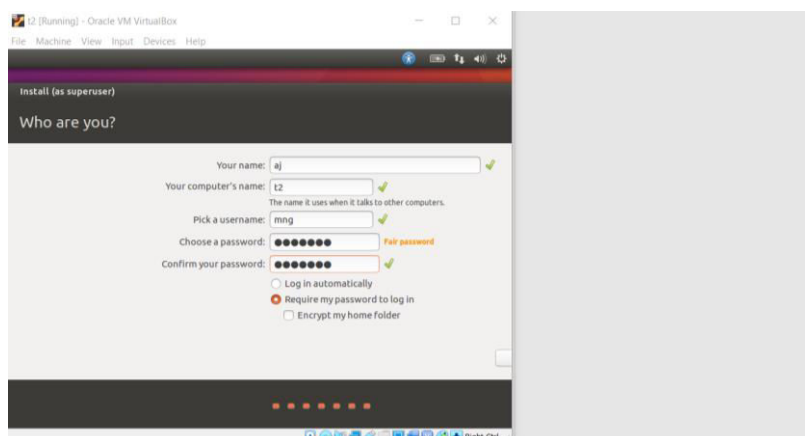 t2 [Running] - Oracle VM VirtualBox
File Machine View Input Devices Help
Install (as superuser)
Who are you?
Your name: aj
Your computer's name: t2
The name it uses when it talks to other computers.
Pick a username: mng
Choose a password: ●●●●●●● Fair password
Confirm your password: ●●●●●●●
Log in automatically
Require my password to log in
Encrypt my home folder
Right Ctrl